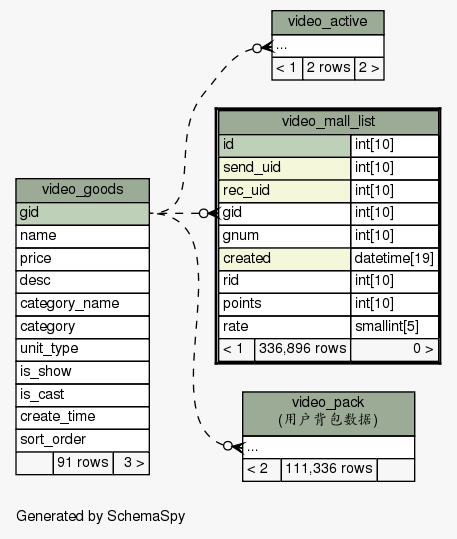 video_active
...
< 1 2 rows 2 >
video_mall_list
id int[10]
send_uid int[10]
rec_uid int[10]
gid int[10]
gnum int[10]
created datetime[19]
rid int[10]
points int[10]
rate smallint[5]
< 1 336,896 rows 0 >
video_goods
gid
name
price
desc
category_name
category
unit_type
is_show
is_cast
create_time
sort_order
91 rows 3 >
video_pack
(用户背包数据)
...
< 2 111,336 rows
Generated by SchemaSpy